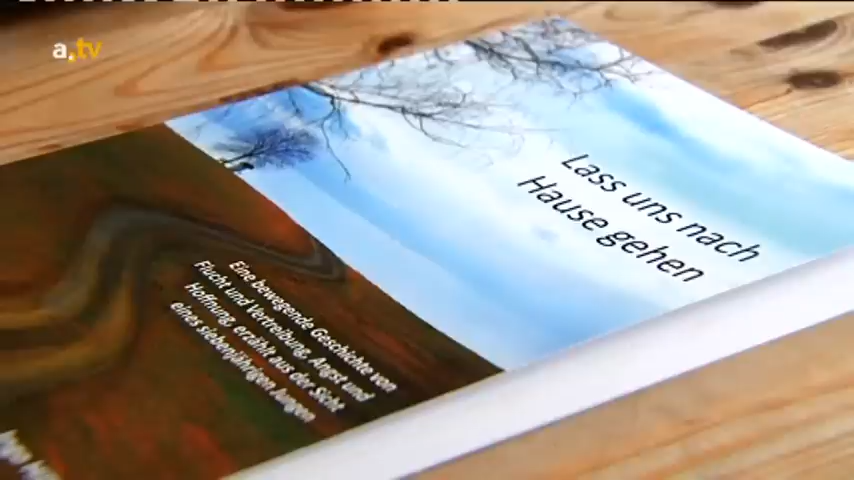 a.tv
Lass uns nach
Hause gehen
Eine bewegende Geschichte von
Flucht und Vertreibung, Angst und
Hoffnung, erzählt aus der Sicht
eines siebenjährigen Jungen